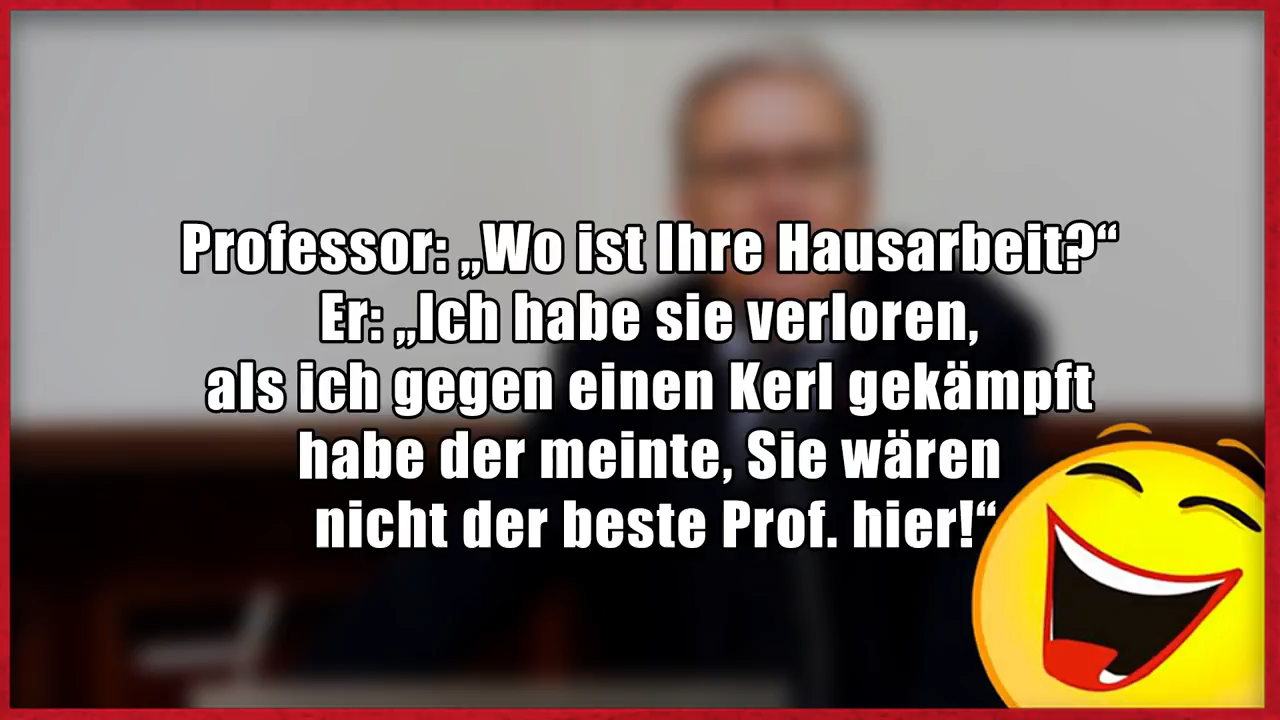 Professor: „Wo ist Ihre Hausarbeit?“
Er: „Ich habe sie verloren,
als ich gegen einen Kerl gekämpft
habe der meinte, Sie wären
nicht der beste Prof. hier!“